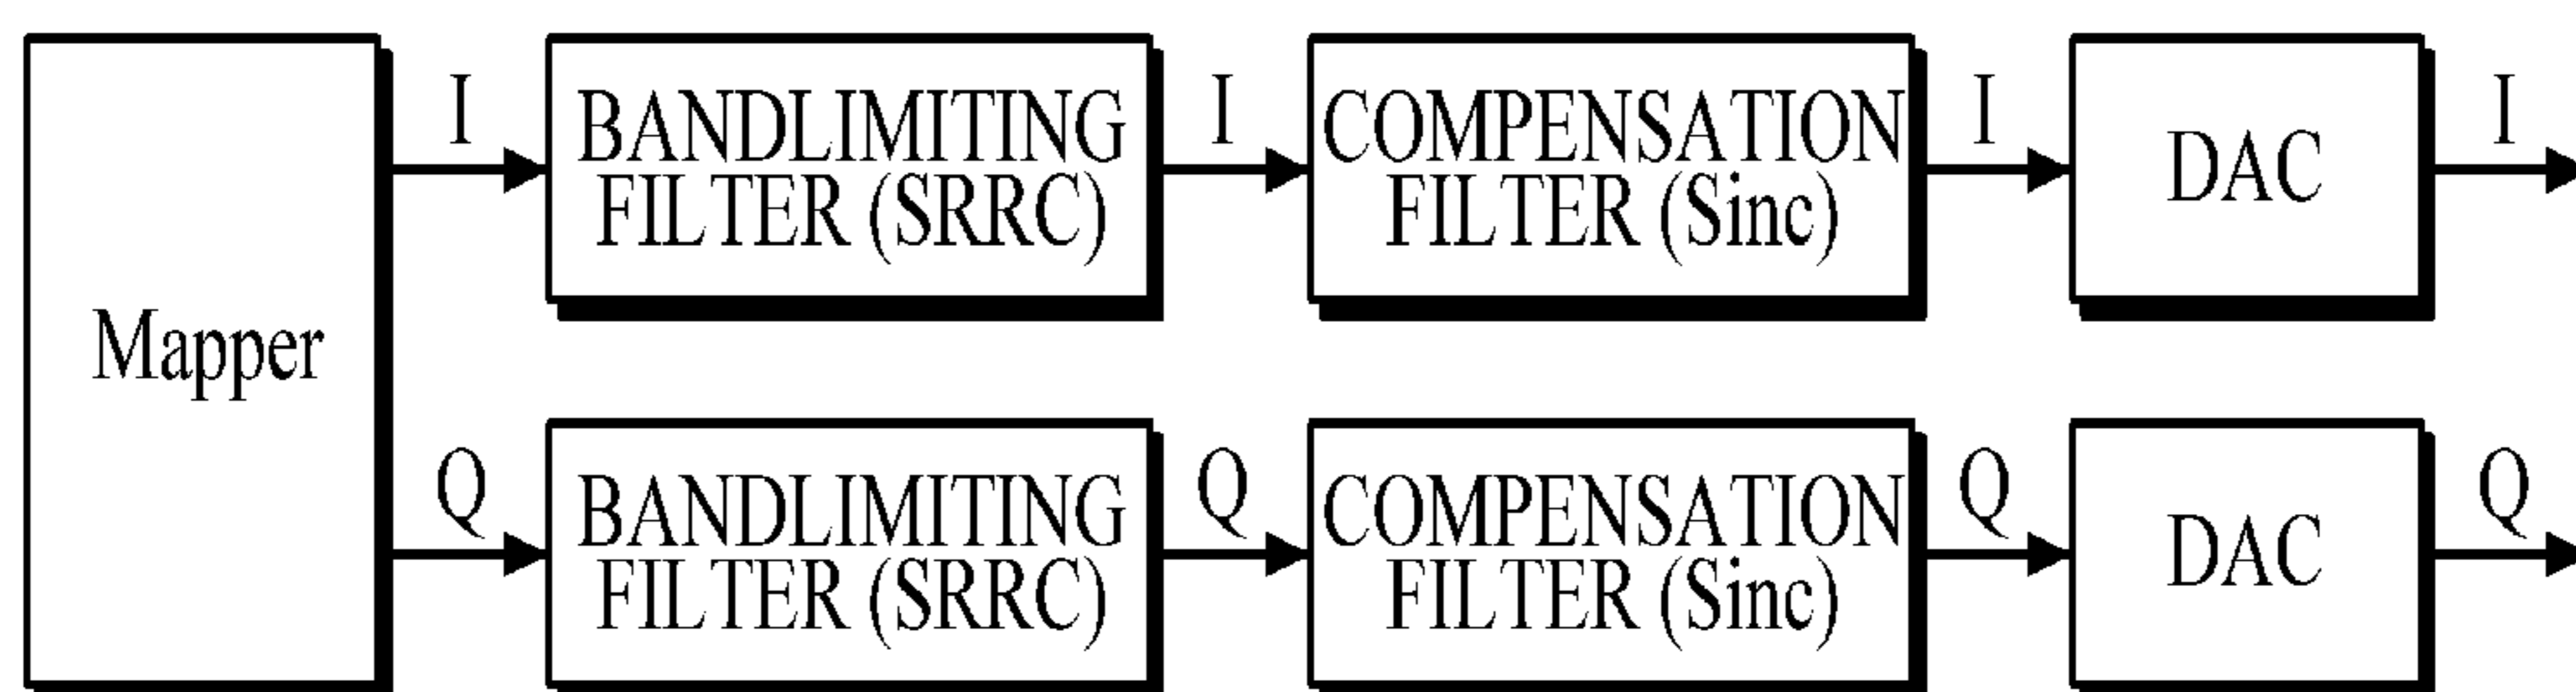 I
BANDLIMITING
FILTER (SRRC)
I
COMPENSATION
FILTER (Sinc)
I
DAC
I
Mapper
Q
BANDLIMITING
FILTER (SRRC)
Q
COMPENSATION
FILTER (Sinc)
Q
DAC
Q